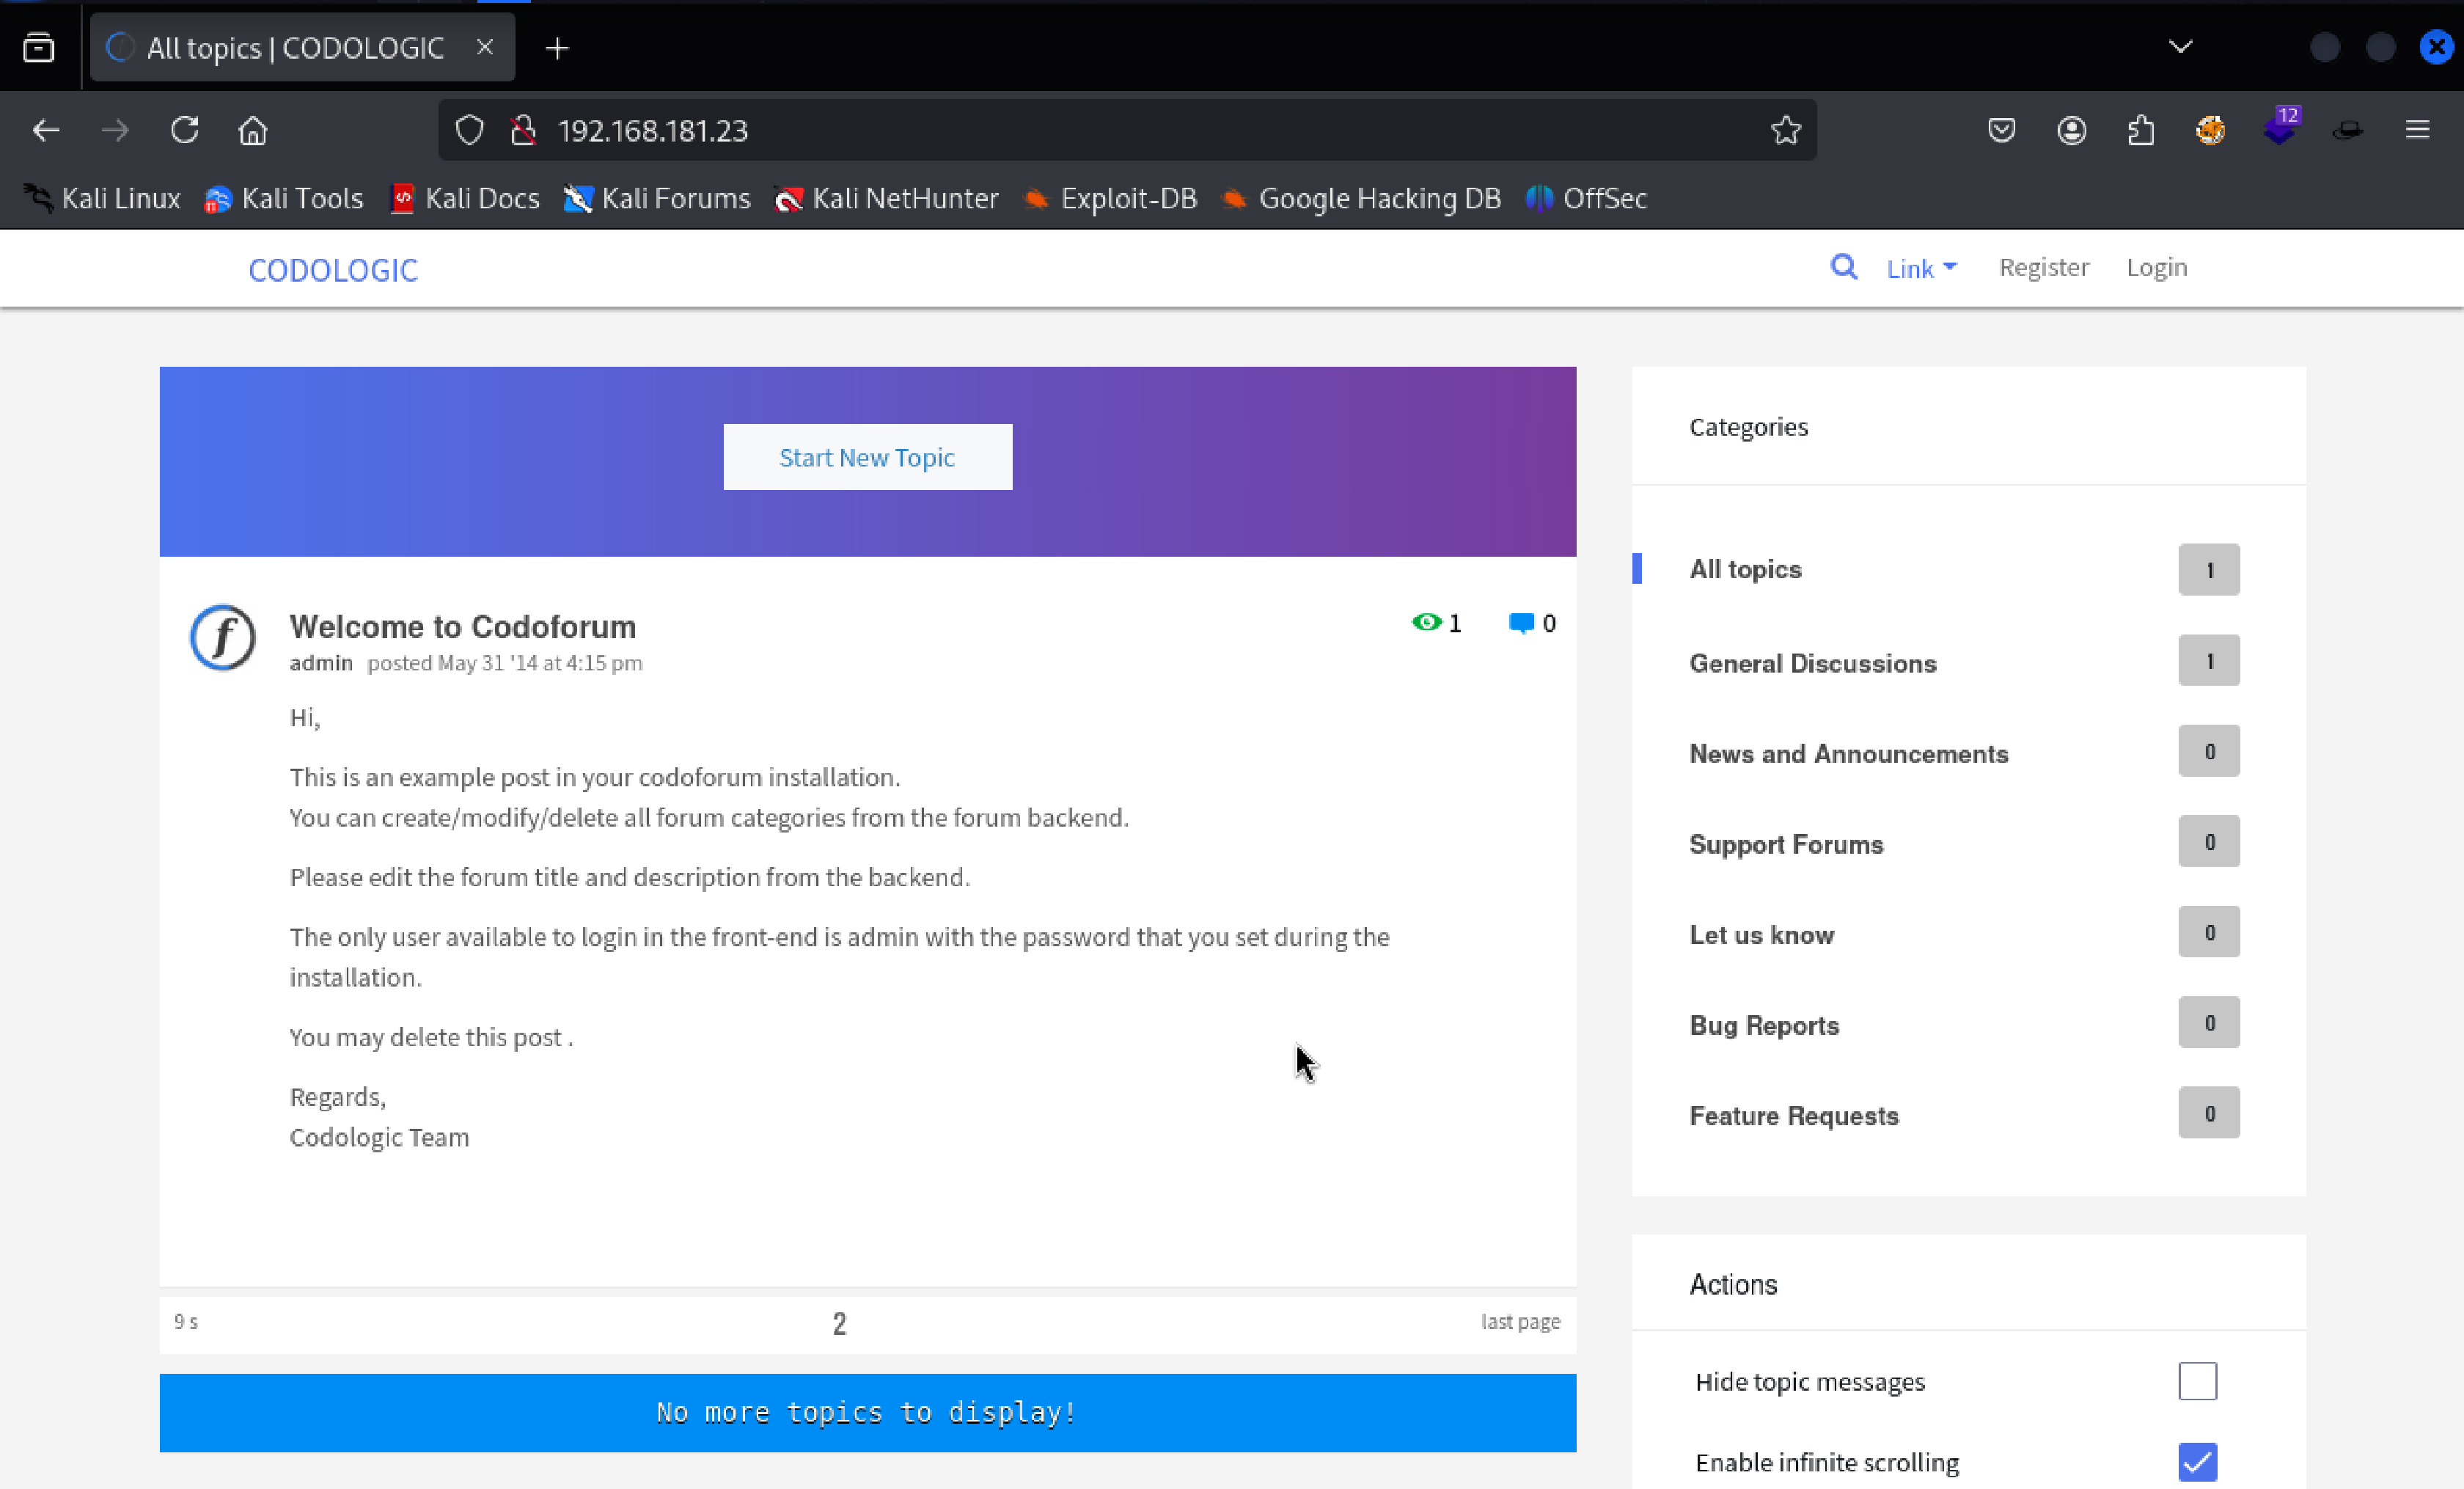 All topics | CODOLOGIC
192.168.181.23
12
Kali Linux Kali Tools Kali Docs Kali Forums Kali NetHunter Exploit-DB Google Hacking DB OffSec
CODOLOGIC
Link Register Login
Start New Topic
Welcome to Codoforum
1 0
admin posted May 31 '14 at 4:15 pm
Hi,
This is an example post in your codoforum installation.
You can create/modify/delete all forum categories from the forum backend.
Please edit the forum title and description from the backend.
The only user available to login in the front-end is admin with the password that you set during the
installation.
You may delete this post .
Regards,
Codologic Team
9 s 2 last page
No more topics to display!
Categories
All topics 1
General Discussions 1
News and Announcements 0
Support Forums 0
Let us know 0
Bug Reports 0
Feature Requests 0
Actions
Hide topic messages
Enable infinite scrolling